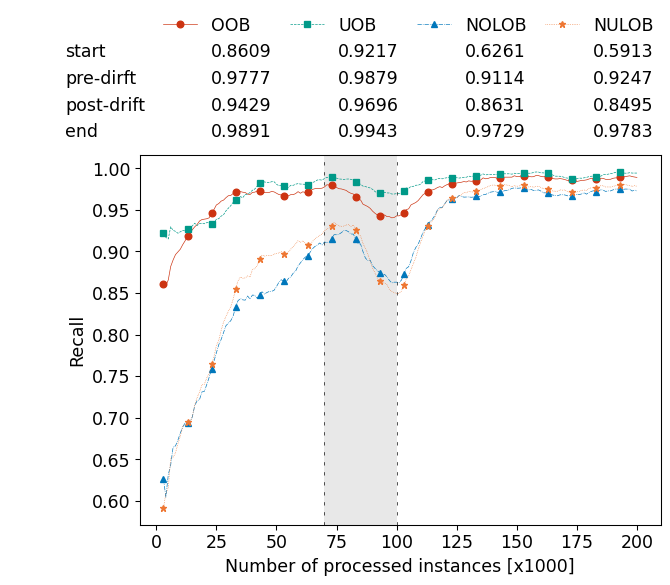 OOB UOB NOLOB NULOB
start 0.8609 0.9217 0.6261 0.5913
pre-dirft 0.9777 0.9879 0.9114 0.9247
post-drift 0.9429 0.9696 0.8631 0.8495
end 0.9891 0.9943 0.9729 0.9783
1.00
0.95
0.90
0.85
0.80
0.75
0.70
0.65
0.60
Recall
0 25 50 75 100 125 150 175 200
Number of processed instances [x1000]